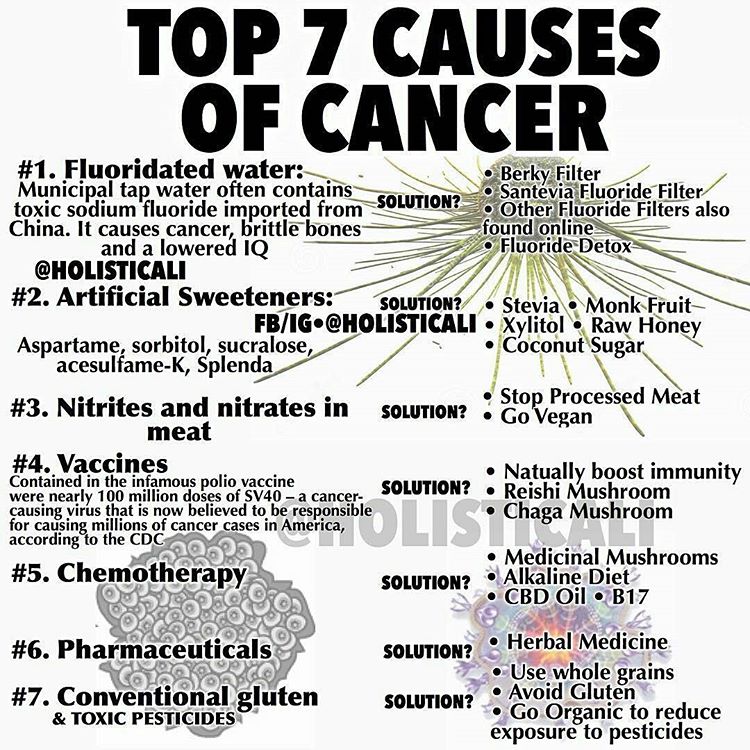 TOP 7 CAUSES
OF CANCER
#1. Fluoridated water:
Municipal tap water often contains
toxic sodium fluoride imported from
China. It causes cancer, brittle bones
and a lowered IQ
@HOLISTICALI
SOLUTION?
• Berky Filter
• Santevia Fluoride Filter
• Other Fluoride Filters also
found online
• Fluoride Detox
#2. Artificial Sweeteners:
FB/IG•@HOLISTICALI
Aspartame, sorbitol, sucralose,
acesulfame-K, Splenda
SOLUTION?
• Stevia • Monk Fruit
• Xylitol • Raw Honey
• Coconut Sugar
#3. Nitrites and nitrates in
meat
SOLUTION?
• Stop Processed Meat
• Go Vegan
#4. Vaccines
Contained in the infamous polio vaccine
were nearly 100 million doses of SV40 – a cancer-
causing virus that is now believed to be responsible
for causing millions of cancer cases in America,
according to the CDC
SOLUTION?
• Natually boost immunity
• Reishi Mushroom
• Chaga Mushroom
@HOLISTICALI
#5. Chemotherapy
SOLUTION?
• Medicinal Mushrooms
• Alkaline Diet
• CBD Oil • B17
#6. Pharmaceuticals
SOLUTION?
• Herbal Medicine
#7. Conventional gluten
& TOXIC PESTICIDES
SOLUTION?
• Use whole grains
• Avoid Gluten
• Go Organic to reduce
exposure to pesticides